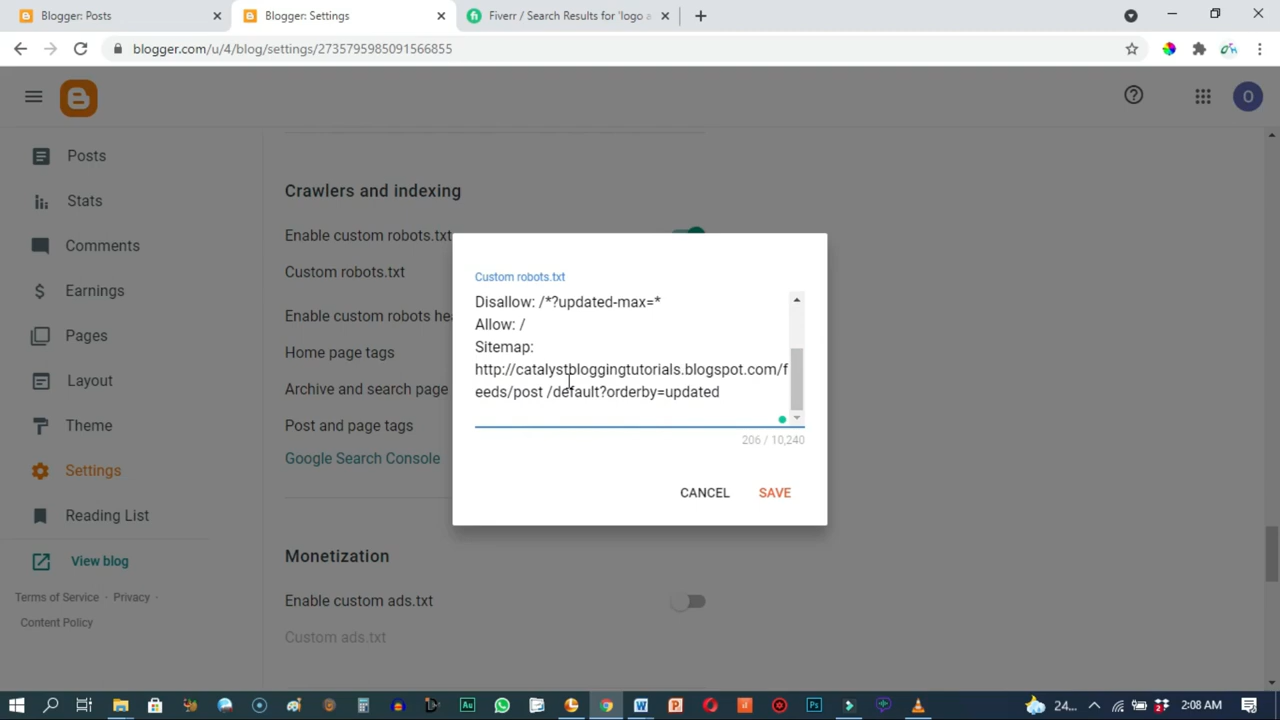 Blogger: Posts
Blogger: Settings
Fiverr / Search Results for 'logo a
blogger.com/u/4/blog/settings/2735795985091566855
O
Posts
Stats
Comments
Earnings
Pages
Layout
Theme
Settings
Reading List
View blog
Terms of Service · Privacy ·
Content Policy
Crawlers and indexing
Enable custom robots.txt
Custom robots.txt
Enable custom robots hea
Home page tags
Archive and search page
Post and page tags
Google Search Console
Monetization
Enable custom ads.txt
Custom ads.txt
Custom robots.txt
Disallow: /*?updated-max=*
Allow: /
Sitemap:
http://catalystbloggingtutorials.blogspot.com/f
eeds/post /default?orderby=updated
206 / 10,240
CANCEL
SAVE
24...
2:08 AM